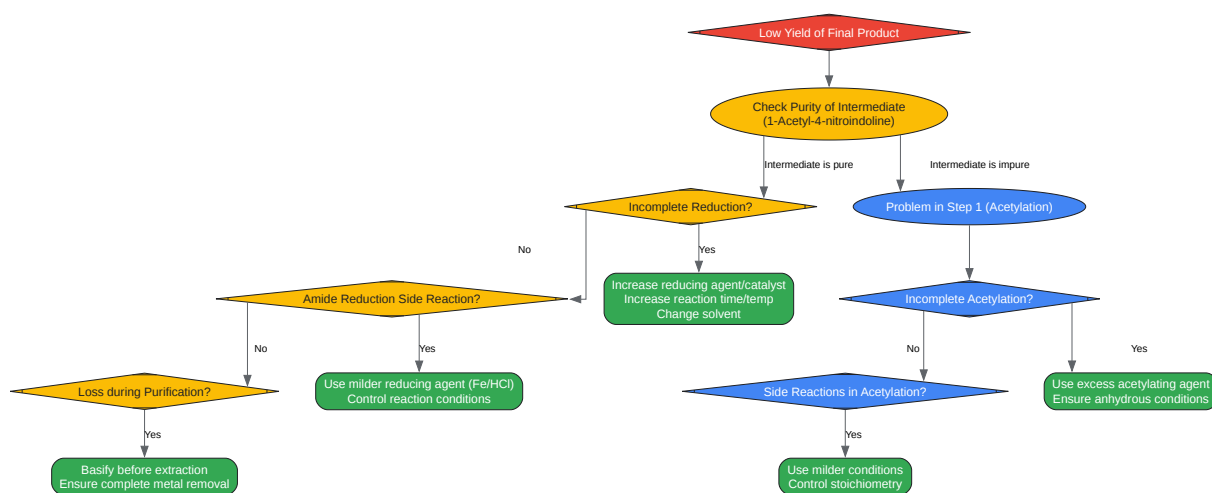 Low Yield of Final Product
Check Purity of Intermediate
(1-Acetyl-4-nitroindoline)
Intermediate is pure
Intermediate is impure
Incomplete Reduction?
Problem in Step 1 (Acetylation)
No
Yes
Increase reducing agent/catalyst
Increase reaction time/temp
Change solvent
Amide Reduction Side Reaction?
Incomplete Acetylation?
No
Yes
No
Yes
Loss during Purification?
Use milder reducing agent (Fe/HCl)
Control reaction conditions
Side Reactions in Acetylation?
Use excess acetylating agent
Ensure anhydrous conditions
Yes
Yes
Basify before extraction
Ensure complete metal removal
Use milder conditions
Control stoichiometry